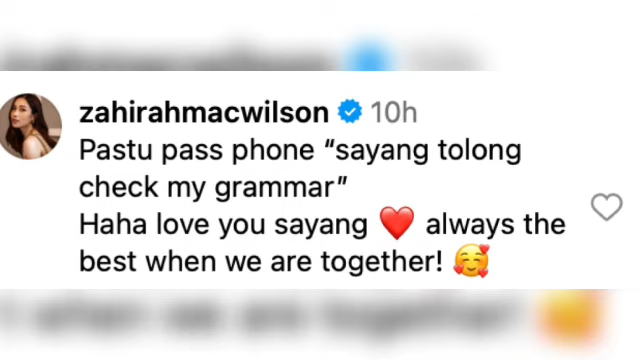 zahirahmacwilson 10h
Pastu pass phone “sayang tolong
check my grammar”
Haha love you sayang ❤️ always the
best when we are together! 🥰